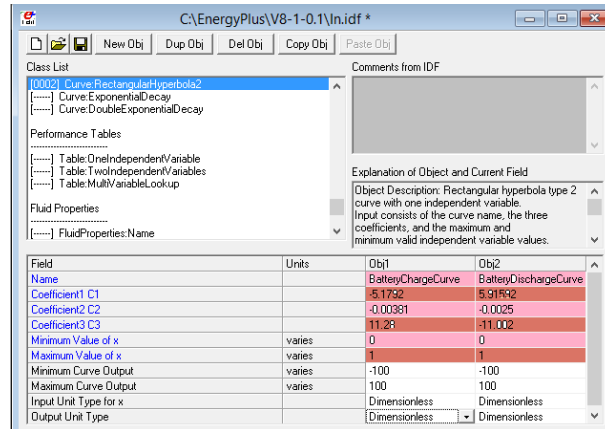 C:\EnergyPlus\V8-1-0.1\In.idf *
New Obj Dup Obj Del Obj Copy Obj Paste Obj
Class List
Comments from IDF
[0002] Curve:RectangularHyperbola2
[------] Curve:ExponentialDecay
[------] Curve:DoubleExponentialDecay
Performance Tables
-------------------------
[------] Table:OneIndependentVariable
[------] Table:TwoIndependentVariables
[------] Table:MultiVariableLookup
Fluid Properties
-------------------------
[------] FluidProperties:Name
Explanation of Object and Current Field
Object Description: Rectangular hyperbola type 2
curve with one independent variable.
Input consists of the curve name, the three
coefficients, and the maximum and
minimum valid independent variable values.
Field Units Obj1 Obj2
Name BatteryChargeCurve BatteryDischargeCurve
Coefficient1 C1 -5.1792 5.91592
Coefficient2 C2 -0.00381 -0.0025
Coefficient3 C3 11.28 -11.002
Minimum Value of x varies 0 0
Maximum Value of x varies 1 1
Minimum Curve Output varies -100 -100
Maximum Curve Output varies 100 100
Input Unit Type for x Dimensionless Dimensionless
Output Unit Type Dimensionless Dimensionless